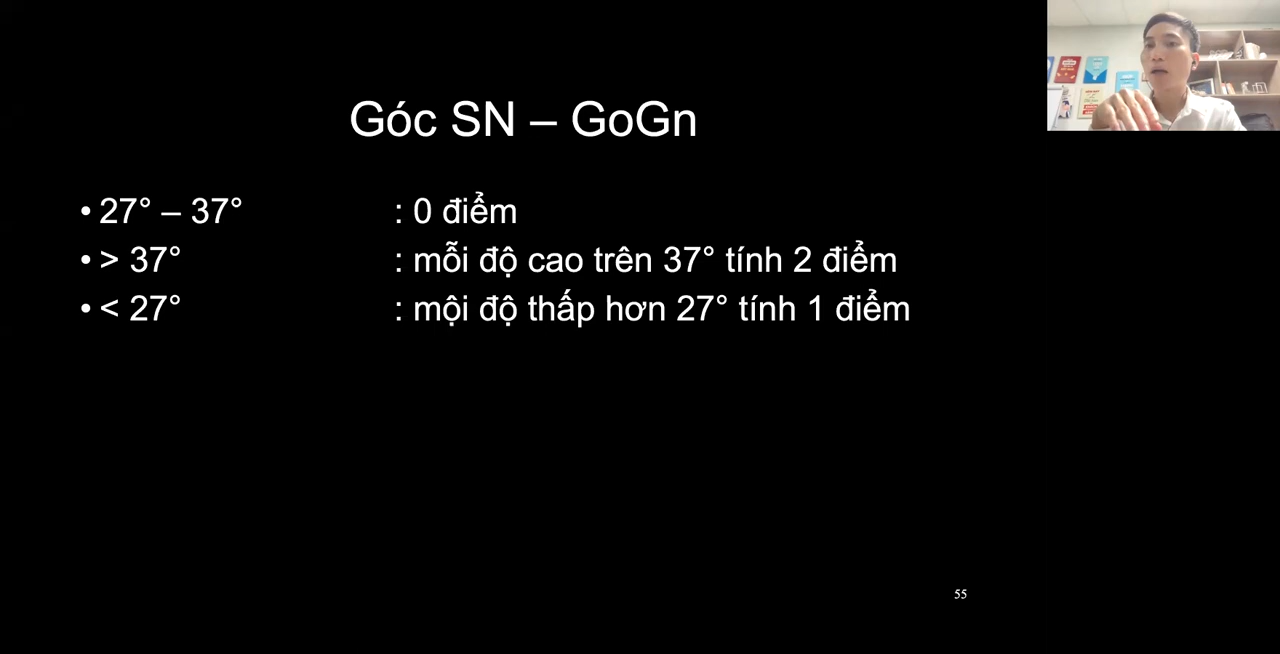 Góc SN – GoGn
• 27° – 37° : 0 điểm
• > 37° : mỗi độ cao trên 37° tính 2 điểm
• < 27° : mội độ thấp hơn 27° tính 1 điểm
55